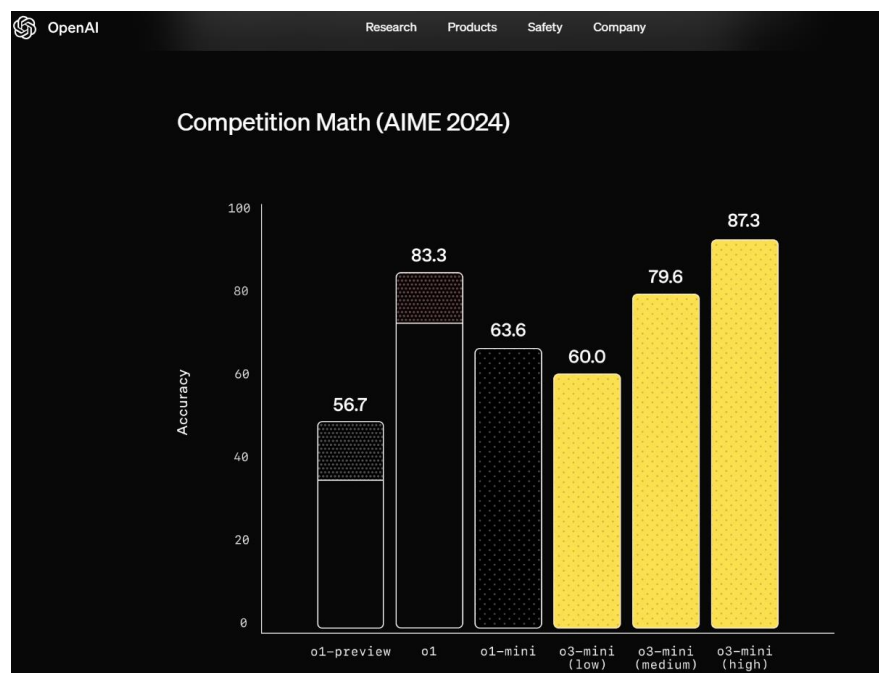 OpenAI
Research Products Safety Company
Competition Math (AIME 2024)
100
80
60
40
20
0
Accuracy
56.7
83.3
63.6
60.0
79.6
87.3
o1-preview
o1
o1-mini
o3-mini
(low)
o3-mini
(medium)
o3-mini
(high)